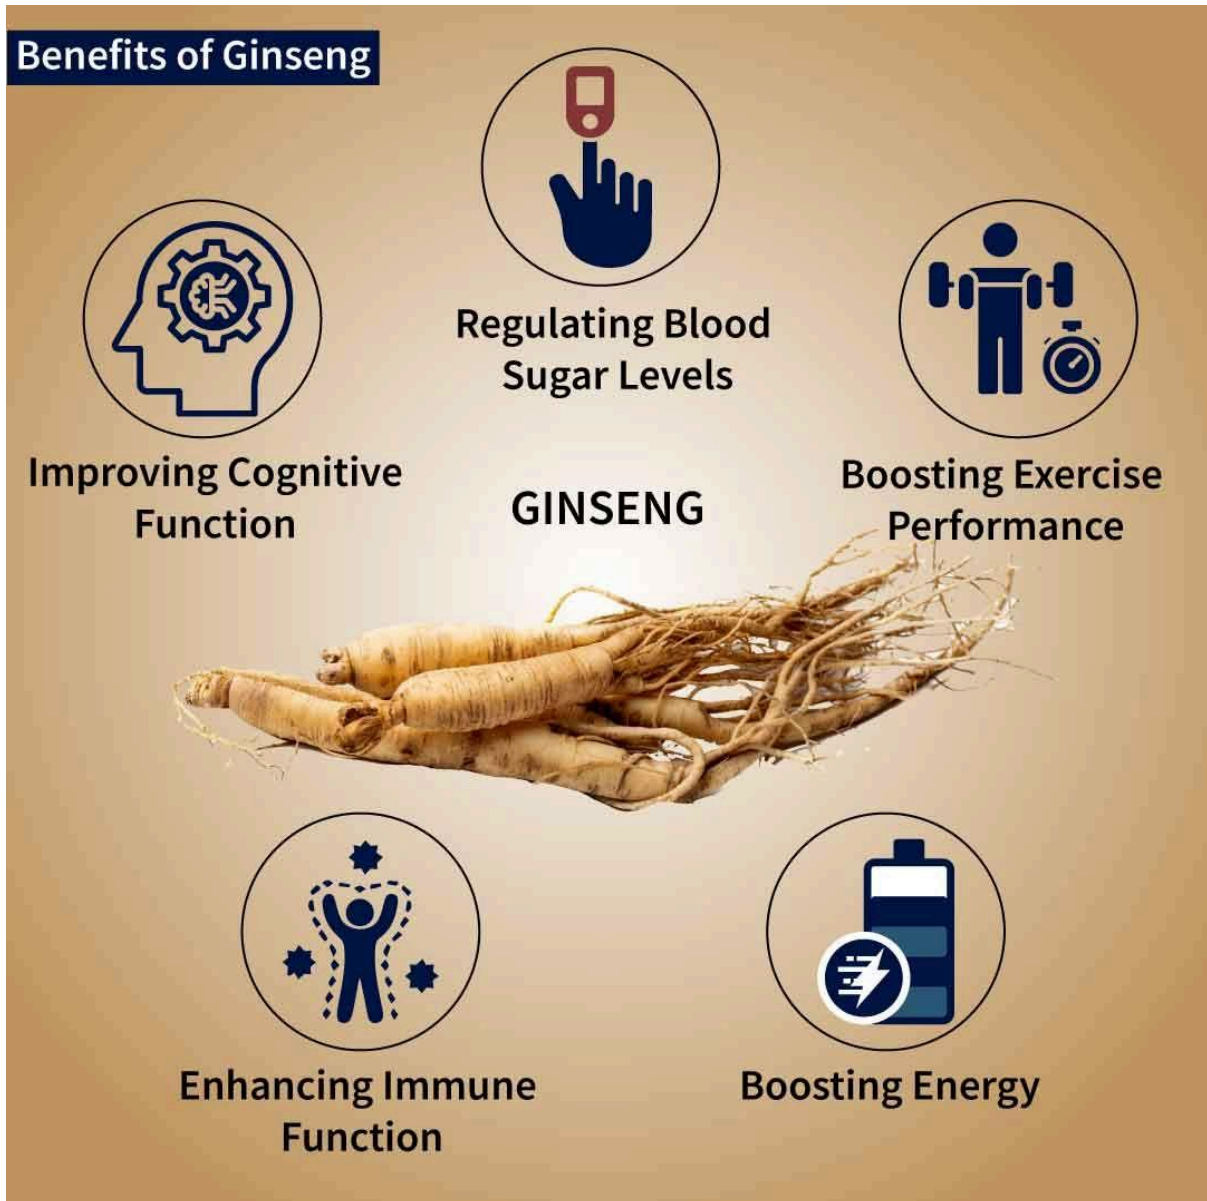 Benefits of Ginseng
Regulating Blood
Sugar Levels
Improving Cognitive
Function
Boosting Exercise
Performance
GINSENG
Enhancing Immune
Function
Boosting Energy